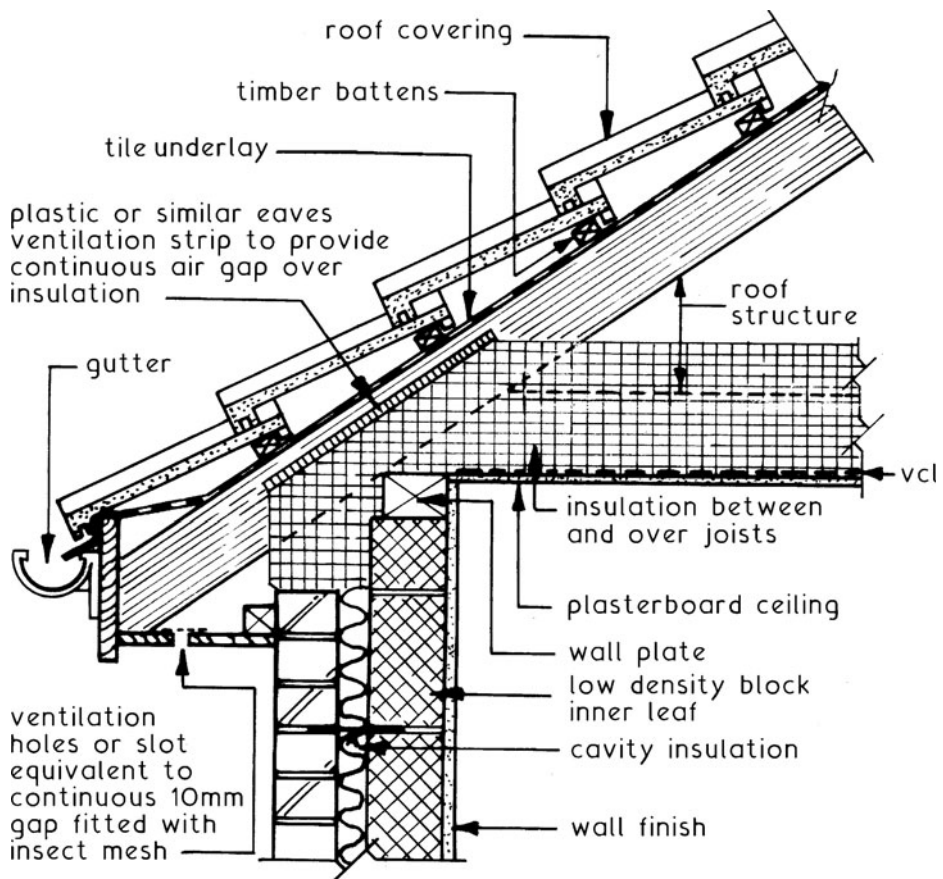 roof covering
timber battens
tile underlay
plastic or similar eaves
ventilation strip to provide
continuous air gap over
insulation
gutter
roof
structure
vcl
insulation between
and over joists
plasterboard ceiling
wall plate
low density block
inner leaf
cavity insulation
wall finish
ventilation
holes or slot
equivalent to
continuous 10mm
gap fitted with
insect mesh